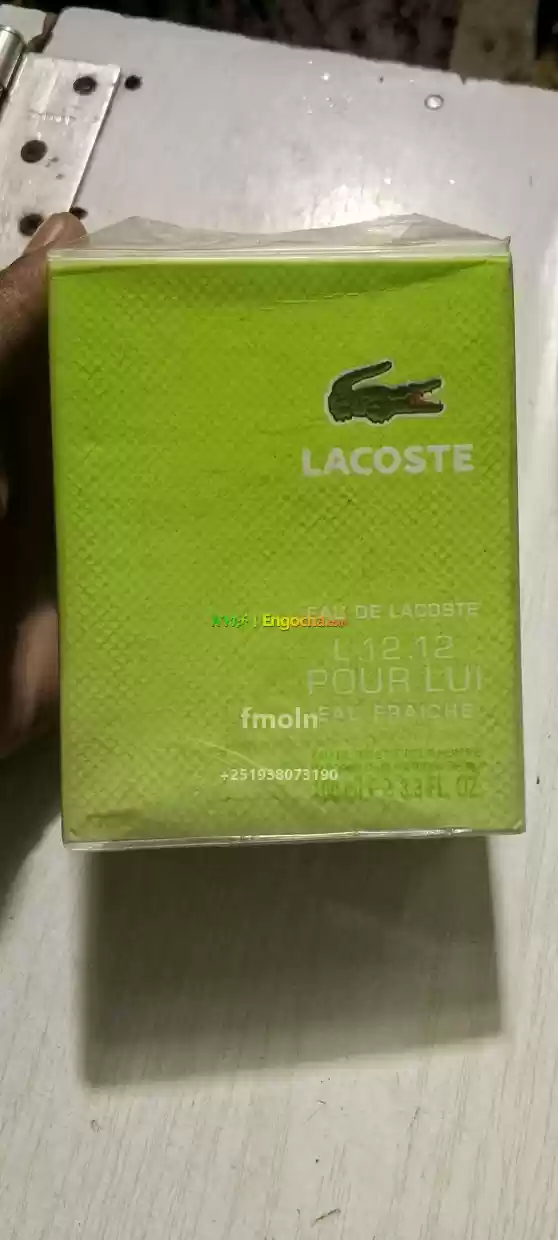 LACOSTE
EAU DE LACOSTE
Engocha.com
L.12.12
POUR LUI
fmoln
EAU FRAICHE
+251938073190
3.3 FL. OZ